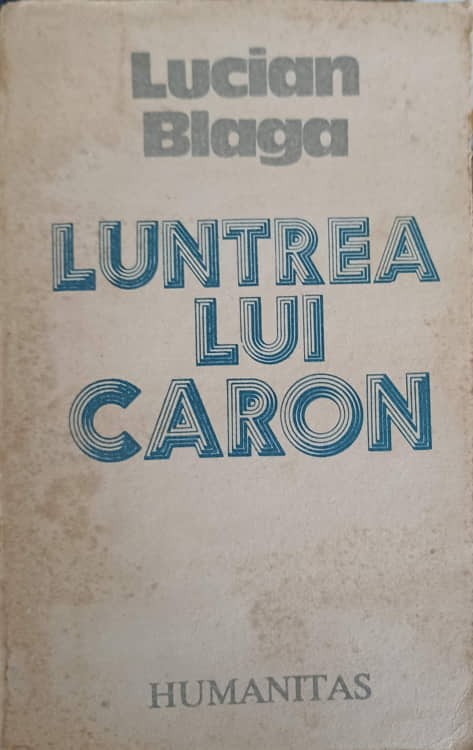 Lucian
Blaga
LUNTREA
LUI
CARON
HUMANITAS